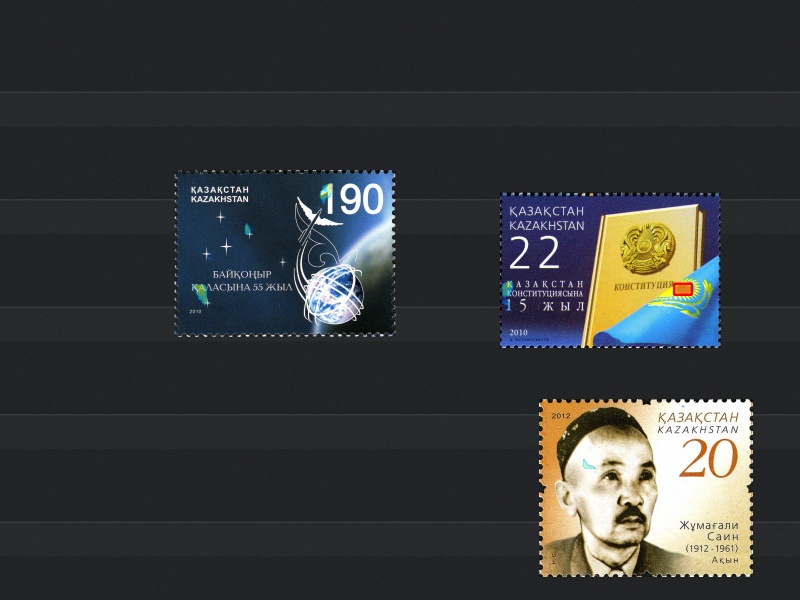 ҚАЗАҚСТАН
KAZAKHSTAN
190
БАЙҚОҢЫР
ҚАЛАСЫНА 55 ЖЫЛ
2010
ҚАЗАҚСТАН
KAZAKHSTAN
22
ҚАЗАҚСТАН
КОНСТИТУЦИЯСЫНА
15 ЖЫЛ
2010
КОНСТИТУЦИЯ
2012
ҚАЗАҚСТАН
KAZAKHSTAN
20
Жұмағали
Саин
(1912-1961)
Ақын